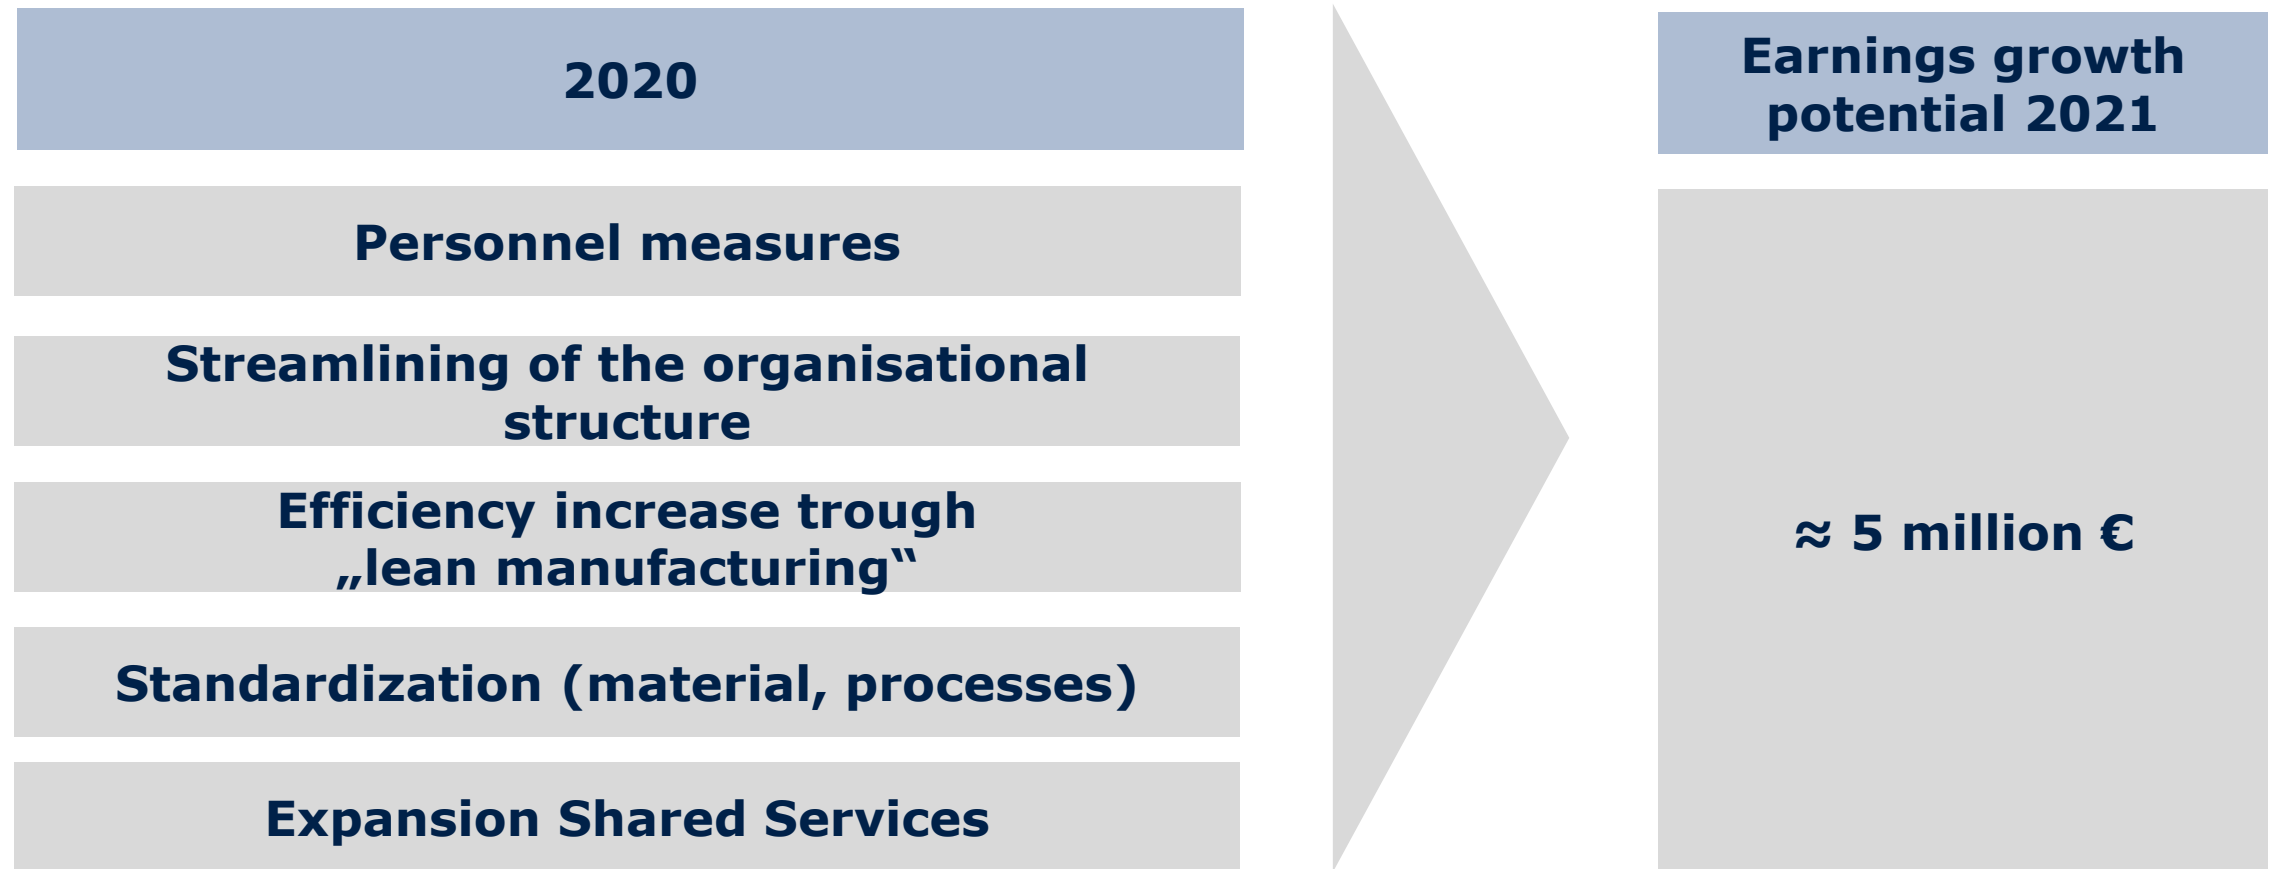 2020
Personnel measures
Streamlining of the organisational
structure
Efficiency increase trough
„lean manufacturing‟
Standardization (material, processes)
Expansion Shared Services
Earnings growth
potential 2021
≈ 5 million €